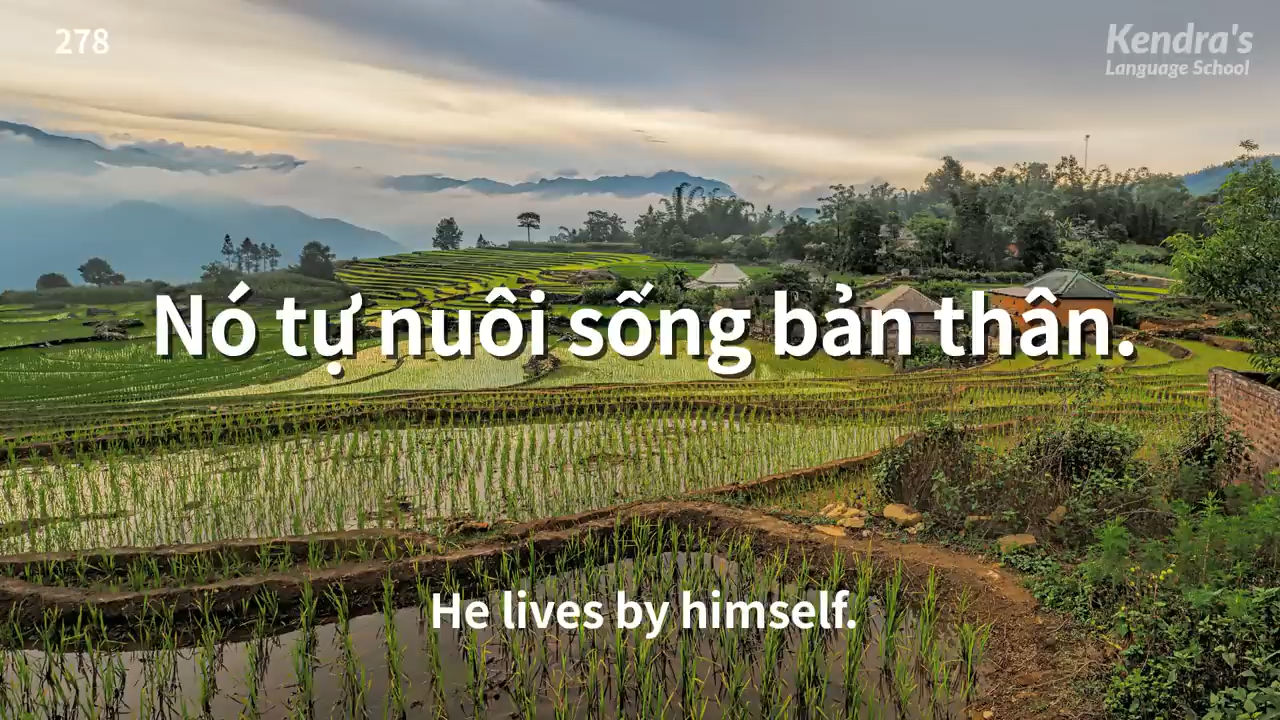 278
Kendra's
Language School
Nó tự nuôi sống bản thân.
He lives by himself.